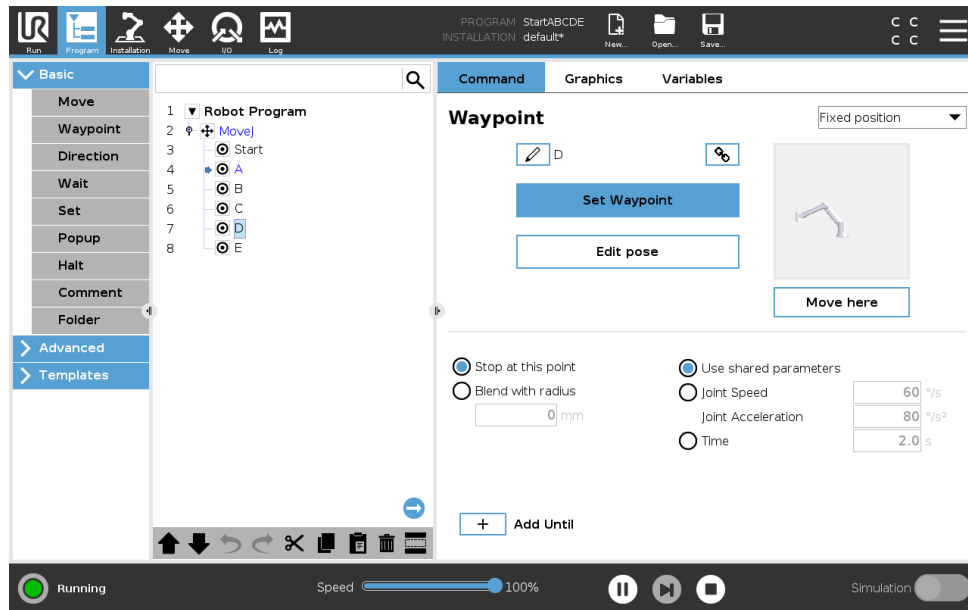 PROGRAM StartABCDE
INSTALLATION default*
UR
Run
Program
Installation
Move
I/O
Log
New...
Open...
Save...
C C
C C
Basic
Move
Waypoint
Direction
Wait
Set
Popup
Halt
Comment
Folder
Advanced
Templates
1 Robot Program
2 MoveJ
3 Start
4 A
5 B
6 C
7 D
8 E
Command Graphics Variables
Waypoint
Fixed position
D
Set Waypoint
Edit pose
Move here
Stop at this point
Blend with radius
0 mm
Use shared parameters
Joint Speed 60 °/s
Joint Acceleration 80 °/s²
Time 2.0 s
+ Add Until
Running
Speed 100%
Simulation